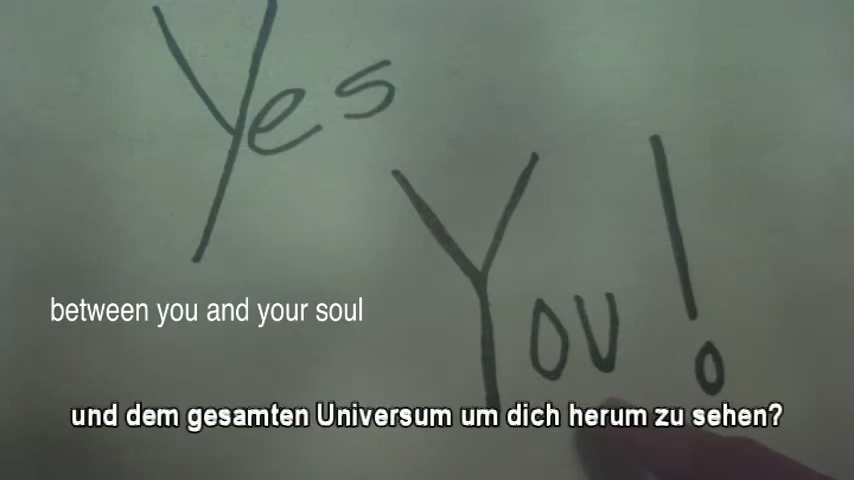 Yes
You!
between you and your soul
und dem gesamten Universum um dich herum zu sehen?